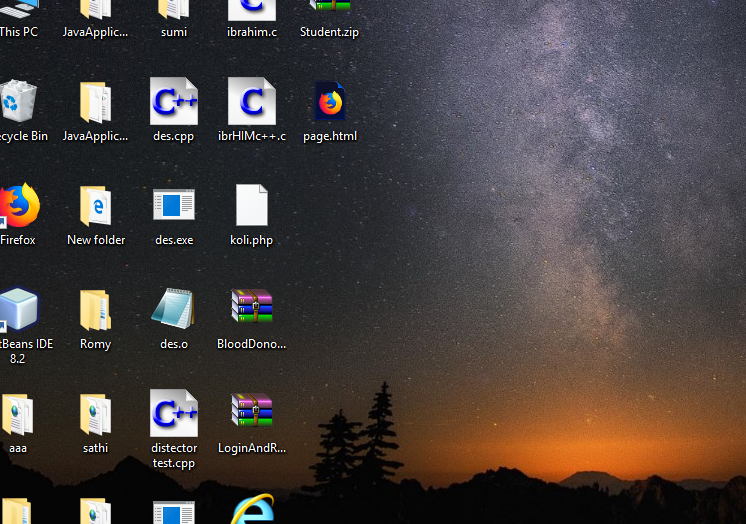 This PC
JavaApplic...
sumi
ibrahim.c
Student.zip
ecycle Bin
JavaApplic...
des.cpp
ibrHIMc++.c
page.html
Firefox
New folder
des.exe
koli.php
tBeans IDE
8.2
Romy
des.o
BloodDono...
aaa
sathi
distector
test.cpp
LoginAndR...